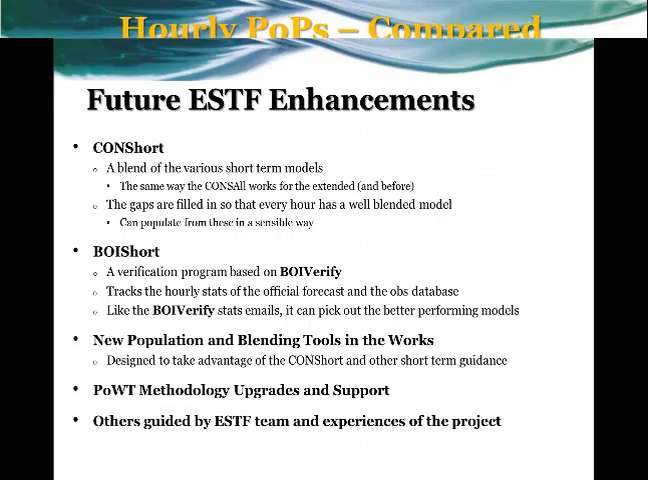 Hourly PoPs – Compared
Future ESTF Enhancements
• CONShort
o A blend of the various short term models
▪ The same way the CONSAll works for the extended (and before)
o The gaps are filled in so that every hour has a well blended model
▪ Can populate from these in a sensible way
• BOIShort
o A verification program based on BOIVerify
o Tracks the hourly stats of the official forecast and the obs database
o Like the BOIVerify stats emails, it can pick out the better performing models
• New Population and Blending Tools in the Works
o Designed to take advantage of the CONShort and other short term guidance
• PoWT Methodology Upgrades and Support
• Others guided by ESTF team and experiences of the project